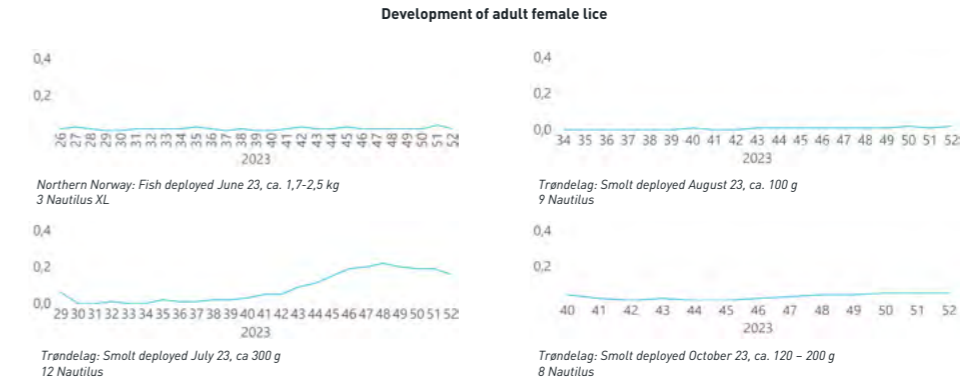 Development of adult female lice
0,4
0,2
26 27 28 29 30 31 32 33 34 35 36 37 38 39 40 41 42 43 44 45 46 47 48 49 50 51 52
2023
Northern Norway: Fish deployed June 23, ca. 1,7-2,5 kg
3 Nautilus XL
0,4
0,2
0,0
34 35 36 37 38 39 40 41 42 43 44 45 46 47 48 49 50 51 52
2023
Trøndelag: Smolt deployed August 23, ca. 100 g
9 Nautilus
0,4
0,2
0,0
29 30 31 32 33 34 35 36 37 38 39 40 41 42 43 44 45 46 47 48 49 50 51 52
2023
Trøndelag: Smolt deployed July 23, ca 300 g
12 Nautilus
0,4
0,2
40 41 42 43 44 45 46 47 48 49 50 51 52
2023
Trøndelag: Smolt deployed October 23, ca. 120 – 200 g
8 Nautilus